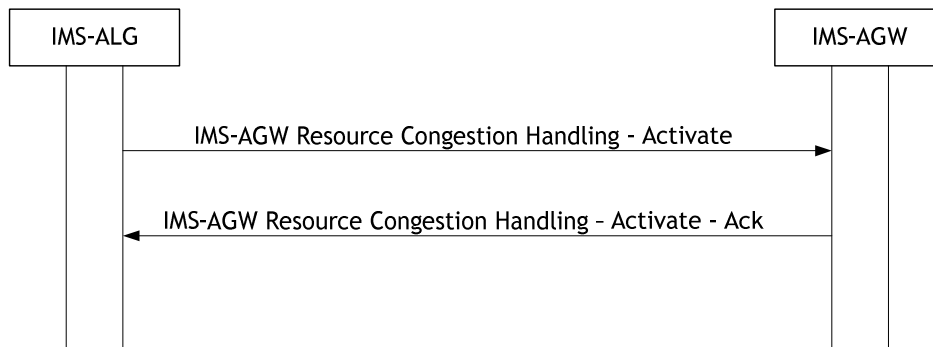 IMS-ALG
IMS-AGW
IMS-AGW Resource Congestion Handling - Activate
IMS-AGW Resource Congestion Handling – Activate - Ack